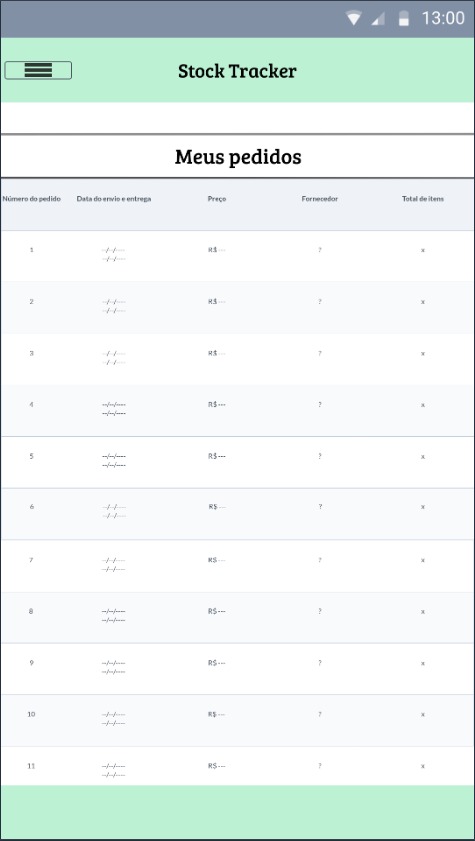 13:00
Stock Tracker
Meus pedidos
Número do pedido Data do envio e entrega Preço Fornecedor Total de itens
1 --/--/---- R$--- ? x
--/--/----
2 --/--/---- R$--- ? x
--/--/----
3 --/--/---- R$--- ? x
--/--/----
4 --/--/---- R$--- ? x
--/--/----
5 --/--/---- R$--- ? x
--/--/----
6 --/--/---- R$--- ? x
--/--/----
7 --/--/---- R$--- ? x
--/--/----
8 --/--/---- R$--- ? x
--/--/----
9 --/--/---- R$--- ? x
--/--/----
10 --/--/---- R$--- ? x
--/--/----
11 --/--/---- R$--- ? x
--/--/----